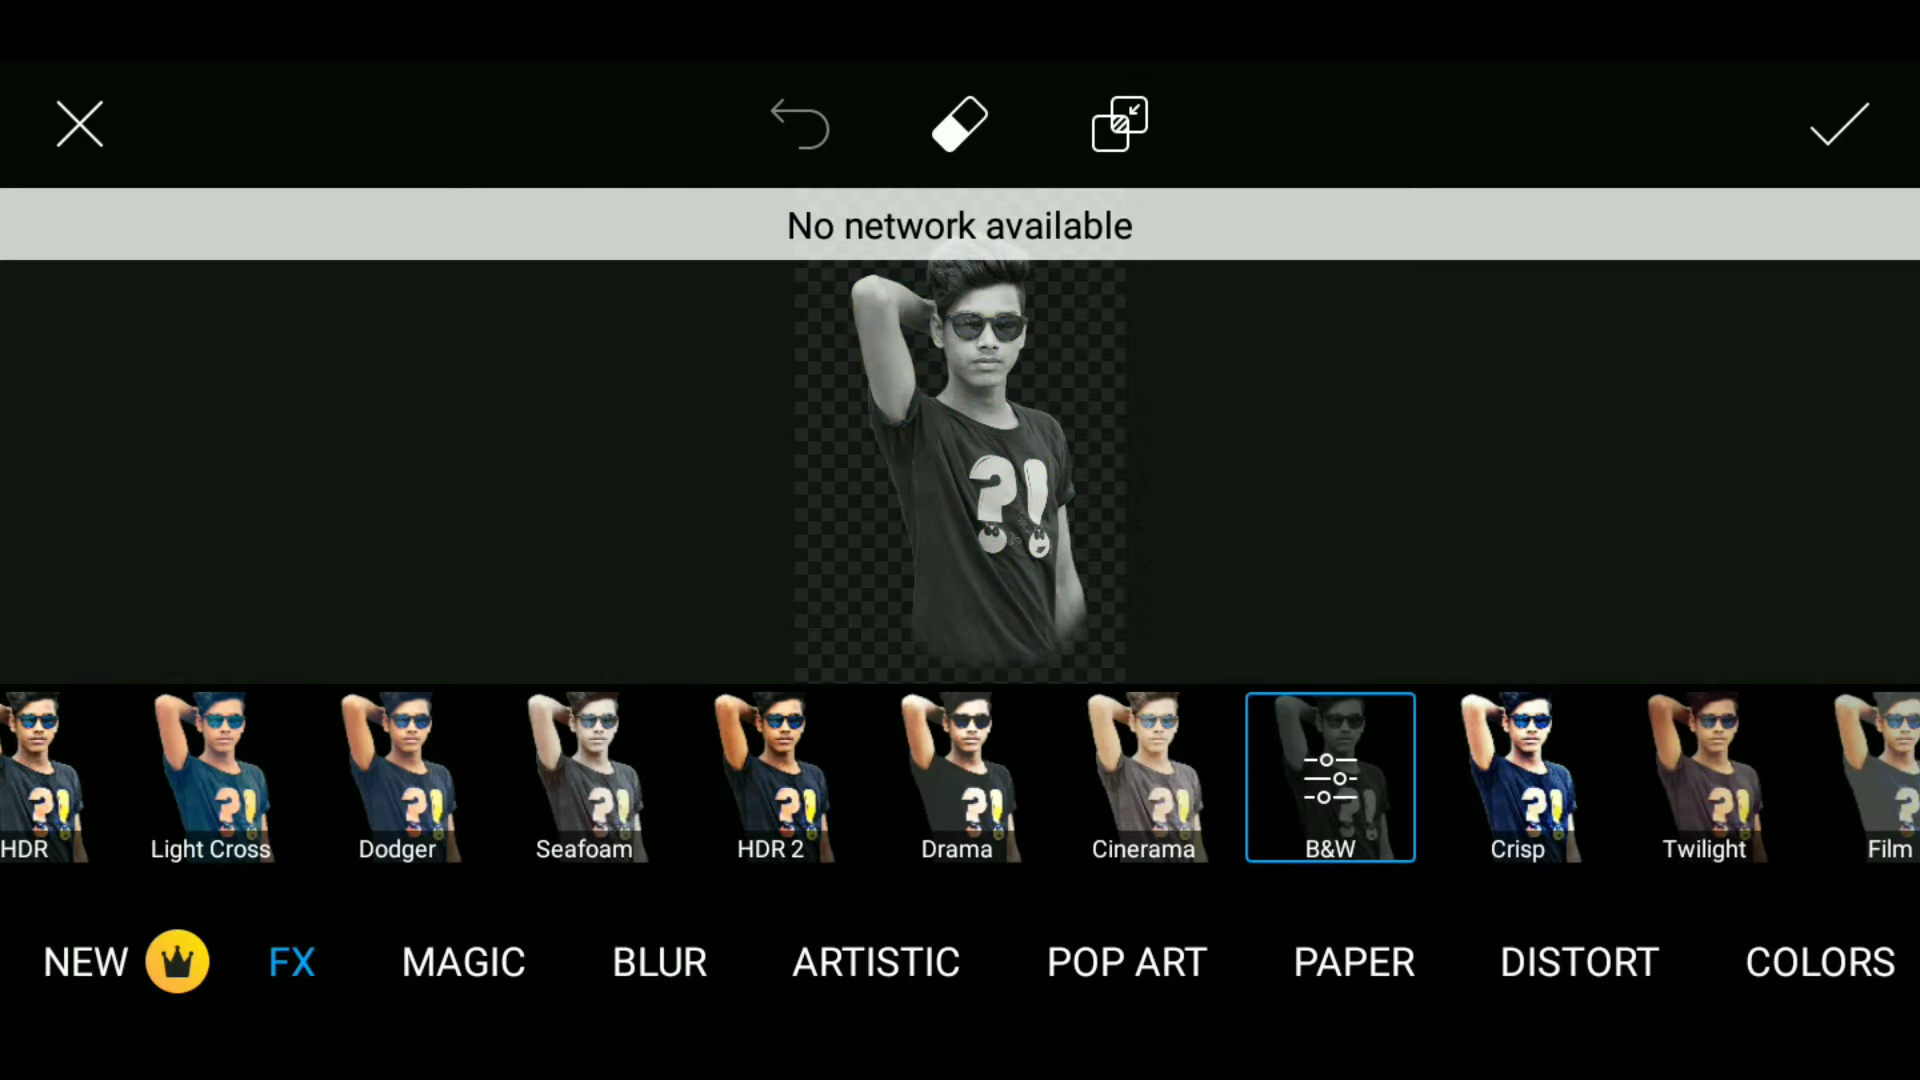 No network available
?!
HDR
Light Cross
Dodger
Seafoam
HDR 2
Drama
Cinerama
B&W
Crisp
Twilight
Film
NEW
FX
MAGIC
BLUR
ARTISTIC
POP ART
PAPER
DISTORT
COLORS